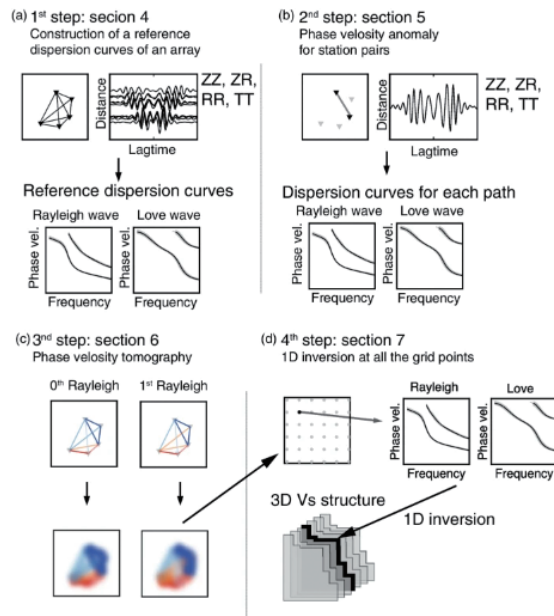 (a) 1st step: secion 4
Construction of a reference
dispersion curves of an array
Distance
ZZ, ZR,
RR, TT
Lagtime
Reference dispersion curves
Rayleigh wave
Love wave
Phase vel.
Phase vel.
Frequency
Frequency
(b) 2nd step: section 5
Phase velocity anomaly
for station pairs
Distance
ZZ, ZR,
RR, TT
Lagtime
Dispersion curves for each path
Rayleigh wave
Love wave
Phase vel.
Phase vel.
Frequency
Frequency
(c) 3rd step: section 6
Phase velocity tomography
0th Rayleigh
1st Rayleigh
(d) 4th step: section 7
1D inversion at all the grid points
Rayleigh
Love
Phase vel.
Phase vel.
Frequency
Frequency
3D Vs structure
1D inversion